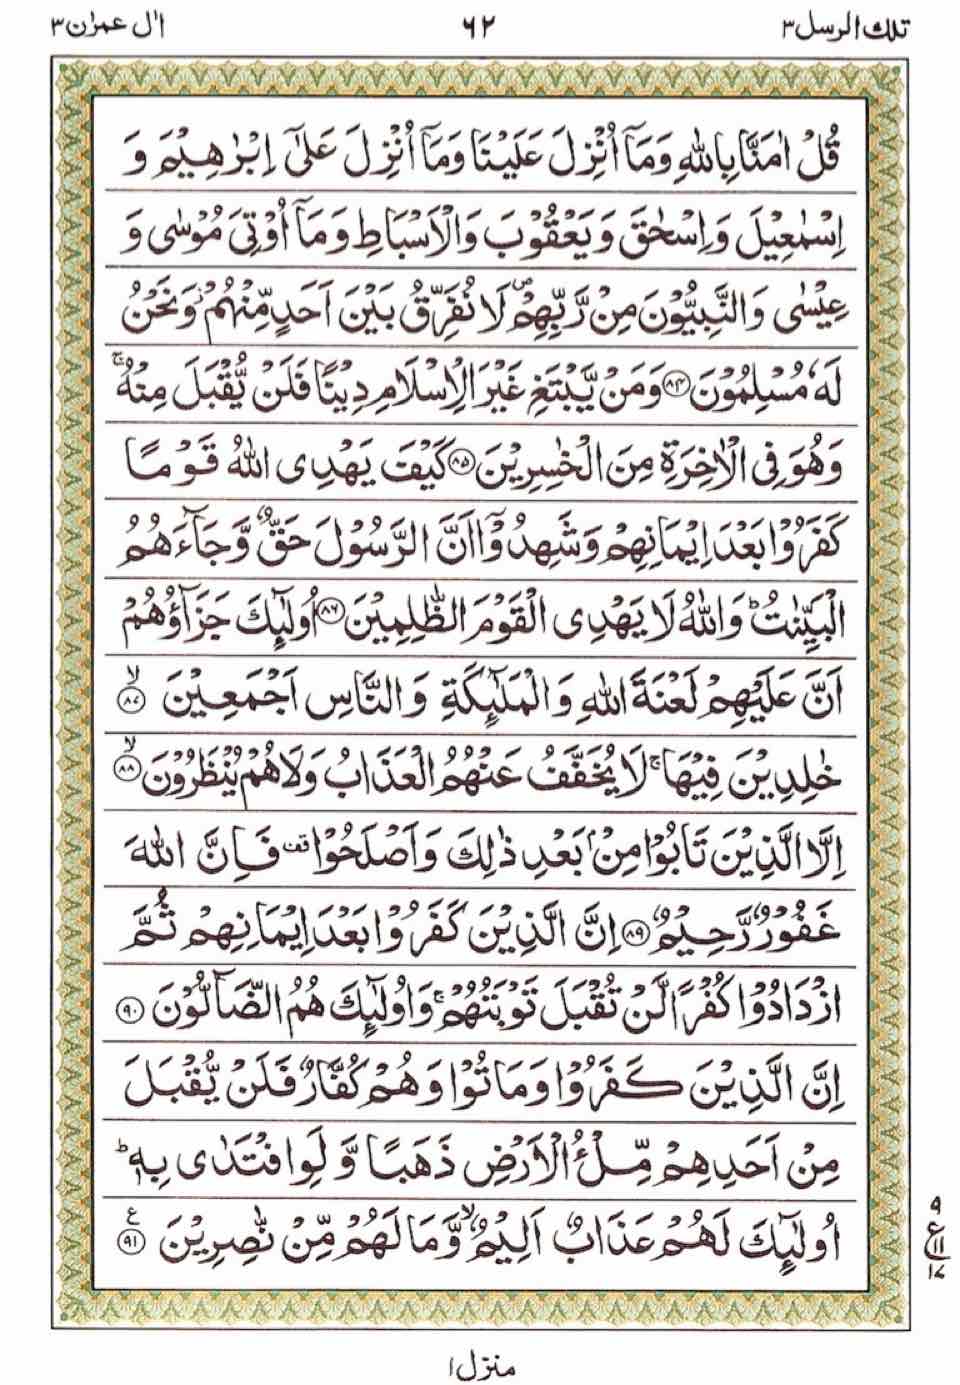 تلك الرسل ٣ ٦٢ اٰل عمرٰن ٣
قُلْ اٰمَنَّا بِاللّٰهِ وَمَآ اُنْزِلَ عَلَيْنَا وَمَآ اُنْزِلَ عَلٰٓى اِبْرٰهِيْمَ وَ
اِسْمٰعِيْلَ وَاِسْحٰقَ وَيَعْقُوْبَ وَالْاَسْبَاطِ وَمَآ اُوْتِيَ مُوْسٰى وَ
عِيْسٰى وَالنَّبِيُّوْنَ مِنْ رَّبِّهِمْ ۖ لَا نُفَرِّقُ بَيْنَ اَحَدٍ مِّنْهُمْ ۡ وَنَحْنُ
لَهٗ مُسْلِمُوْنَ ﴿٨٤﴾ وَمَنْ يَّبْتَغِ غَيْرَ الْاِسْلَامِ دِيْنًا فَلَنْ يُّقْبَلَ مِنْهُ ۚ
وَهُوَ فِى الْاٰخِرَةِ مِنَ الْخٰسِرِيْنَ ﴿٨٥﴾ كَيْفَ يَهْدِى اللّٰهُ قَوْمًا
كَفَرُوْا بَعْدَ اِيْمَانِهِمْ وَشَهِدُوْٓا اَنَّ الرَّسُوْلَ حَقٌّ وَّجَآءَهُمُ
الْبَيِّنٰتُ ؕ وَاللّٰهُ لَا يَهْدِى الْقَوْمَ الظّٰلِمِيْنَ ﴿٨٦﴾ اُولٰٓئِكَ جَزَآؤُهُمْ
اَنَّ عَلَيْهِمْ لَعْنَةَ اللّٰهِ وَالْمَلٰٓئِكَةِ وَالنَّاسِ اَجْمَعِيْنَ ۙ﴿٨٧﴾
خٰلِدِيْنَ فِيْهَا ۚ لَا يُخَفَّفُ عَنْهُمُ الْعَذَابُ وَلَا هُمْ يُنْظَرُوْنَ ۙ﴿٨٨﴾
اِلَّا الَّذِيْنَ تَابُوْا مِنْۢ بَعْدِ ذٰلِكَ وَاَصْلَحُوْا قف فَاِنَّ اللّٰهَ
غَفُوْرٌ رَّحِيْمٌ ﴿٨٩﴾ اِنَّ الَّذِيْنَ كَفَرُوْا بَعْدَ اِيْمَانِهِمْ ثُمَّ
ازْدَادُوْا كُفْرًا لَّنْ تُقْبَلَ تَوْبَتُهُمْ ۚ وَاُولٰٓئِكَ هُمُ الضَّآلُّوْنَ ﴿٩٠﴾
اِنَّ الَّذِيْنَ كَفَرُوْا وَمَاتُوْا وَهُمْ كُفَّارٌ فَلَنْ يُّقْبَلَ
مِنْ اَحَدِهِمْ مِّلْءُ الْاَرْضِ ذَهَبًا وَّلَوِ افْتَدٰى بِهٖ ؕ
اُولٰٓئِكَ لَهُمْ عَذَابٌ اَلِيْمٌ ۙ وَّمَا لَهُمْ مِّنْ نّٰصِرِيْنَ ع ﴿٩١﴾
٩
ع
١١
١٧
منزل ١